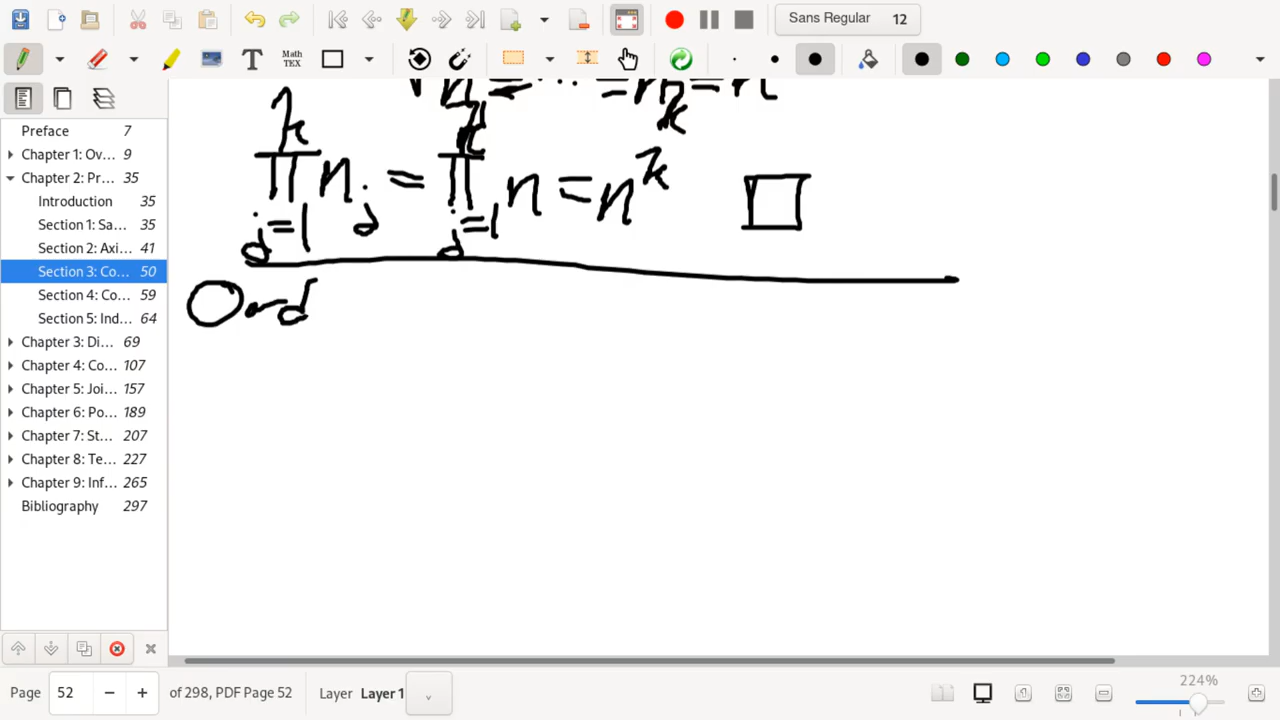 Sans Regular 12
T Math TEX
Preface 7
Chapter 1: Ov... 9
Chapter 2: Pr... 35
Introduction 35
Section 1: Sa... 35
Section 2: Axi... 41
Section 3: Co... 50
Section 4: Co... 59
Section 5: Ind... 64
Chapter 3: Di... 69
Chapter 4: Co... 107
Chapter 5: Joi... 157
Chapter 6: Po... 189
Chapter 7: St... 207
Chapter 8: Te... 227
Chapter 9: Inf... 265
Bibliography 297
∏_{j=1}^{k} n_j = ∏_{j=1}^{k} n = n^k □
Ord
Page 52 − + of 298, PDF Page 52 Layer Layer 1 224%